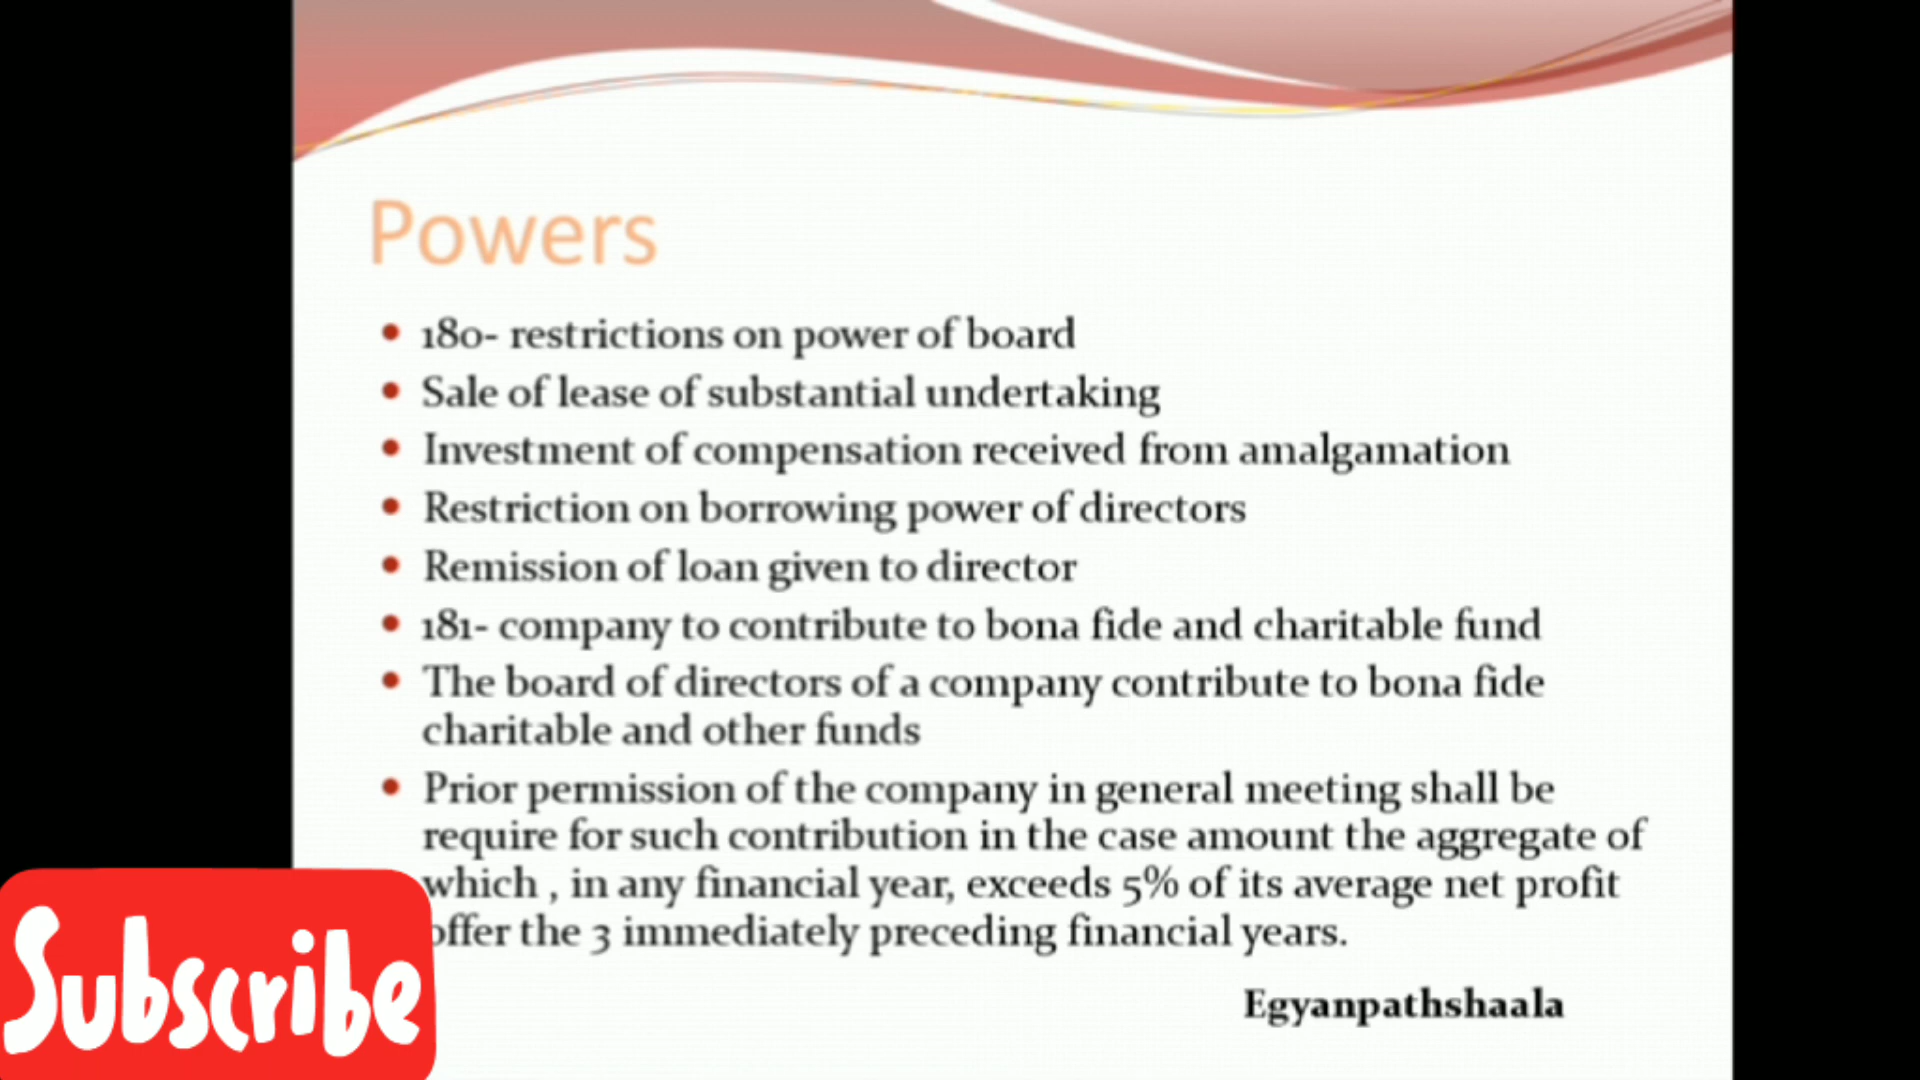 Powers
180- restrictions on power of board
Sale of lease of substantial undertaking
Investment of compensation received from amalgamation
Restriction on borrowing power of directors
Remission of loan given to director
181- company to contribute to bona fide and charitable fund
The board of directors of a company contribute to bona fide
charitable and other funds
Prior permission of the company in general meeting shall be
require for such contribution in the case amount the aggregate of
which , in any financial year, exceeds 5% of its average net profit
offer the 3 immediately preceding financial years.
Egyanpathshaala
Subscribe